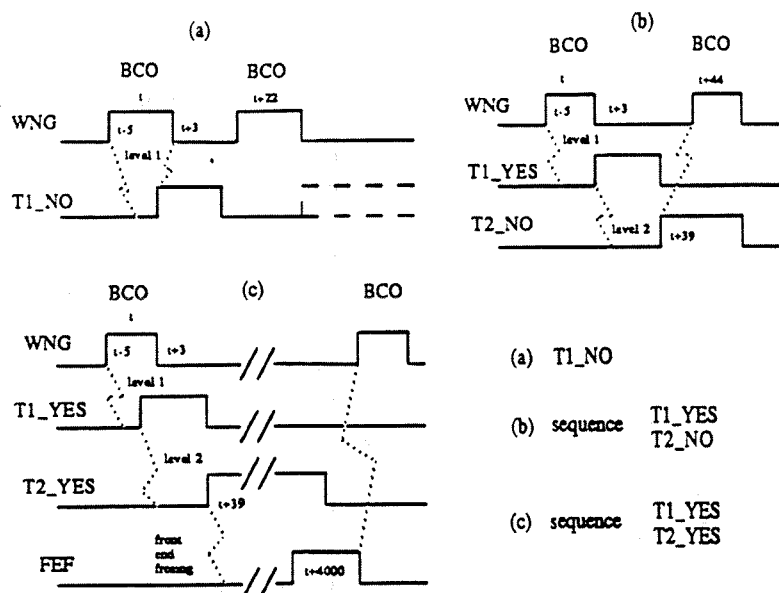 (a)
BCO BCO
t t+22
WNG t-5 t+3
level 1
T1_NO
(b)
BCO BCO
t t+44
WNG t-5 t+3
level 1
T1_YES
level 2
T2_NO t+39
(c)
BCO BCO
t
WNG t-5 t+3
level 1
T1_YES
level 2
T2_YES
t+39
front
end
freeing
FEF t+4000
(a) T1_NO
(b) sequence T1_YES
T2_NO
(c) sequence T1_YES
T2_YES